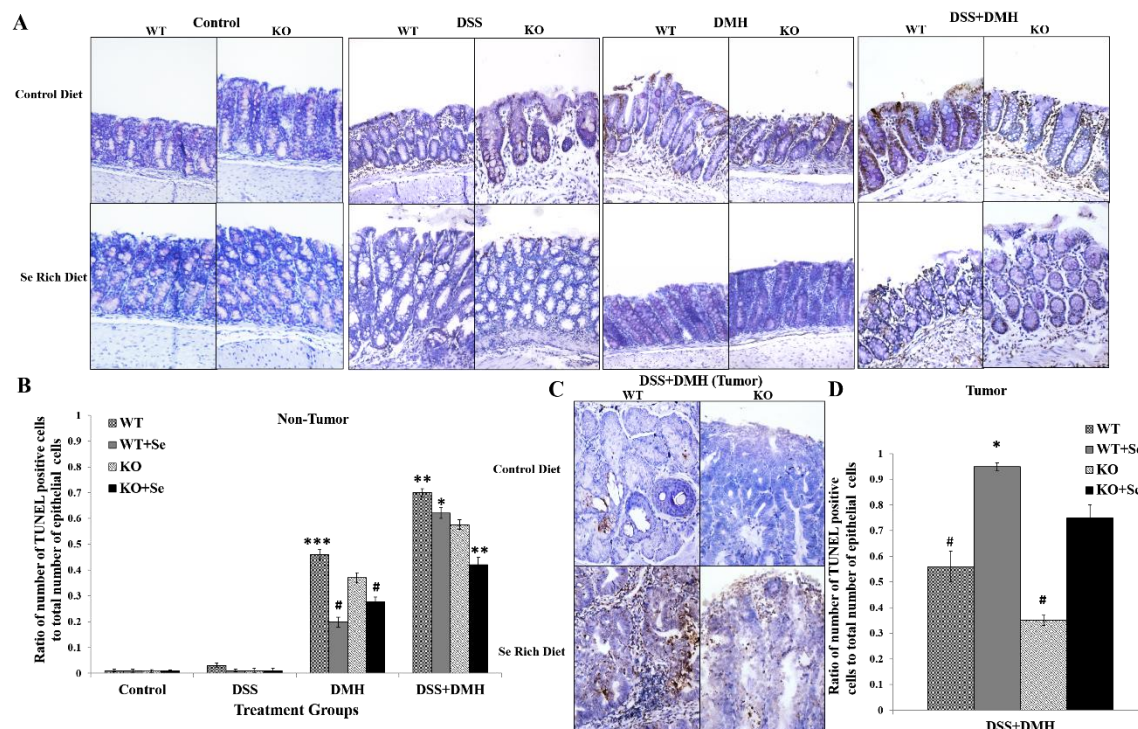 A
Control
DSS
DMH
DSS+DMH
WT
KO
WT
KO
WT
KO
WT
KO
Control Diet
Se Rich Diet
B
Non-Tumor
WT
WT+Se
KO
KO+Se
Ratio of number of TUNEL positive cells
to total number of epithelial cells
1
0.9
0.8
0.7
0.6
0.5
0.4
0.3
0.2
0.1
0
***
#
#
**
*
**
Control
DSS
DMH
DSS+DMH
Treatment Groups
C
DSS+DMH (Tumor)
WT
KO
Control Diet
Se Rich Diet
D
Tumor
WT
WT+Se
KO
KO+Se
Ratio of number of TUNEL positive
cells to total number of epithelial cells
1
0.9
0.8
0.7
0.6
0.5
0.4
0.3
0.2
0.1
0
#
*
#
DSS+DMH